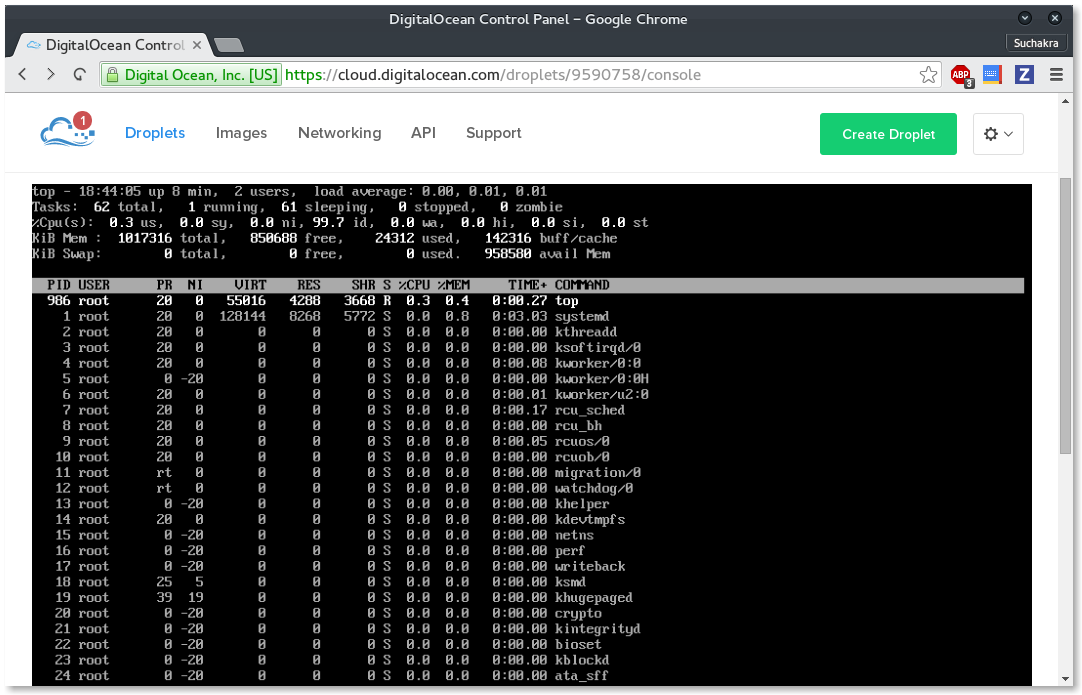 DigitalOcean Control Panel – Google Chrome
DigitalOcean Control
Suchakra
Digital Ocean, Inc. [US] https://cloud.digitalocean.com/droplets/9590758/console
ABP 3 Z
1 Droplets Images Networking API Support Create Droplet
top - 18:44:05 up 8 min,  2 users,  load average: 0.00, 0.01, 0.01
Tasks:  62 total,   1 running,  61 sleeping,   0 stopped,   0 zombie
%Cpu(s):  0.3 us,  0.0 sy,  0.0 ni, 99.7 id,  0.0 wa,  0.0 hi,  0.0 si,  0.0 st
KiB Mem :  1017316 total,   850688 free,    24312 used,   142316 buff/cache
KiB Swap:        0 total,        0 free,        0 used.   958580 avail Mem
PID USER      PR  NI    VIRT    RES    SHR S %CPU %MEM     TIME+ COMMAND
986 root      20   0   55016   4288   3668 R  0.3  0.4   0:00.27 top
1 root      20   0  128144   8268   5772 S  0.0  0.8   0:03.03 systemd
2 root      20   0       0      0      0 S  0.0  0.0   0:00.00 kthreadd
3 root      20   0       0      0      0 S  0.0  0.0   0:00.00 ksoftirqd/0
4 root      20   0       0      0      0 S  0.0  0.0   0:00.08 kworker/0:0
5 root       0 -20       0      0      0 S  0.0  0.0   0:00.00 kworker/0:0H
6 root      20   0       0      0      0 S  0.0  0.0   0:00.01 kworker/u2:0
7 root      20   0       0      0      0 S  0.0  0.0   0:00.17 rcu_sched
8 root      20   0       0      0      0 S  0.0  0.0   0:00.00 rcu_bh
9 root      20   0       0      0      0 S  0.0  0.0   0:00.05 rcuos/0
10 root      20   0       0      0      0 S  0.0  0.0   0:00.00 rcuob/0
11 root      rt   0       0      0      0 S  0.0  0.0   0:00.00 migration/0
12 root      rt   0       0      0      0 S  0.0  0.0   0:00.00 watchdog/0
13 root       0 -20       0      0      0 S  0.0  0.0   0:00.00 khelper
14 root      20   0       0      0      0 S  0.0  0.0   0:00.00 kdevtmpfs
15 root       0 -20       0      0      0 S  0.0  0.0   0:00.00 netns
16 root       0 -20       0      0      0 S  0.0  0.0   0:00.00 perf
17 root       0 -20       0      0      0 S  0.0  0.0   0:00.00 writeback
18 root      25   5       0      0      0 S  0.0  0.0   0:00.00 ksmd
19 root      39  19       0      0      0 S  0.0  0.0   0:00.00 khugepaged
20 root       0 -20       0      0      0 S  0.0  0.0   0:00.00 crypto
21 root       0 -20       0      0      0 S  0.0  0.0   0:00.00 kintegrityd
22 root       0 -20       0      0      0 S  0.0  0.0   0:00.00 bioset
23 root       0 -20       0      0      0 S  0.0  0.0   0:00.00 kblockd
24 root       0 -20       0      0      0 S  0.0  0.0   0:00.00 ata_sff